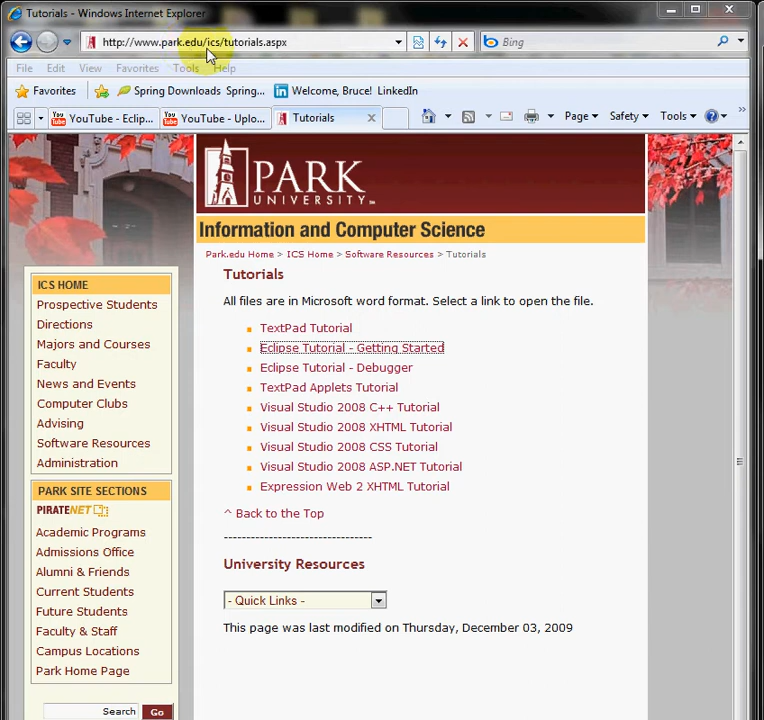 Tutorials - Windows Internet Explorer
http://www.park.edu/ics/tutorials.aspx
Bing
File Edit View Favorites Tools Help
Favorites Spring Downloads Spring... Welcome, Bruce! LinkedIn
YouTube - Eclip... YouTube - Uplo... Tutorials Page Safety Tools
PARK
UNIVERSITY
Information and Computer Science
Park.edu Home > ICS Home > Software Resources > Tutorials
Tutorials
All files are in Microsoft word format. Select a link to open the file.
TextPad Tutorial
Eclipse Tutorial - Getting Started
Eclipse Tutorial - Debugger
TextPad Applets Tutorial
Visual Studio 2008 C++ Tutorial
Visual Studio 2008 XHTML Tutorial
Visual Studio 2008 CSS Tutorial
Visual Studio 2008 ASP.NET Tutorial
Expression Web 2 XHTML Tutorial
^ Back to the Top
--------------------------------
University Resources
- Quick Links -
This page was last modified on Thursday, December 03, 2009
ICS HOME
Prospective Students
Directions
Majors and Courses
Faculty
News and Events
Computer Clubs
Advising
Software Resources
Administration
PARK SITE SECTIONS
PIRATENET
Academic Programs
Admissions Office
Alumni & Friends
Current Students
Future Students
Faculty & Staff
Campus Locations
Park Home Page
Search Go